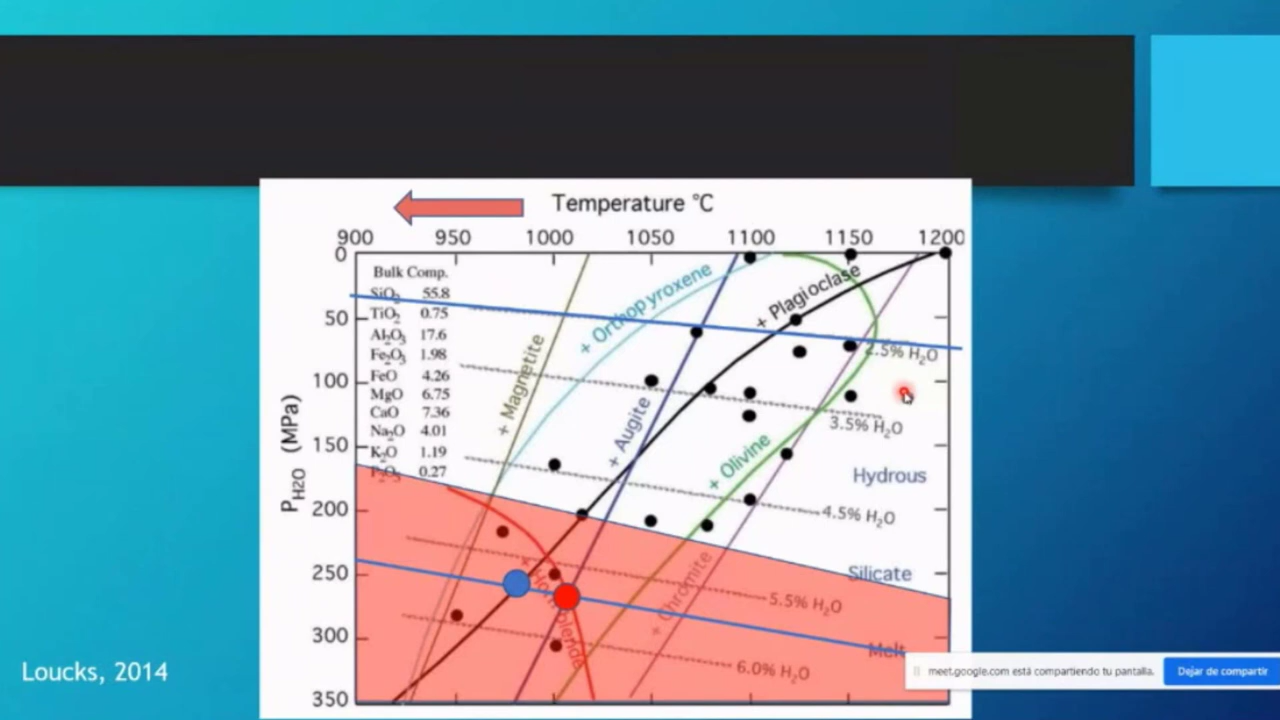 Temperature °C
900 950 1000 1050 1100 1150 1200
0
50
100
150
200
250
300
350
P_H2O (MPa)
Bulk Comp.
SiO₂ 55.8
TiO₂ 0.75
Al₂O₃ 17.6
Fe₂O₃ 1.98
FeO 4.26
MgO 6.75
CaO 7.36
Na₂O 4.01
K₂O 1.19
P₂O₅ 0.27
+ Magnetite
+ Orthopyroxene
+ Augite
+ Plagioclase
+ Olivine
+ Chromite
+ Hornblende
2.5% H₂O
3.5% H₂O
4.5% H₂O
5.5% H₂O
6.0% H₂O
Hydrous
Silicate
Melt
Loucks, 2014
meet.google.com está compartiendo tu pantalla.
Dejar de compartir